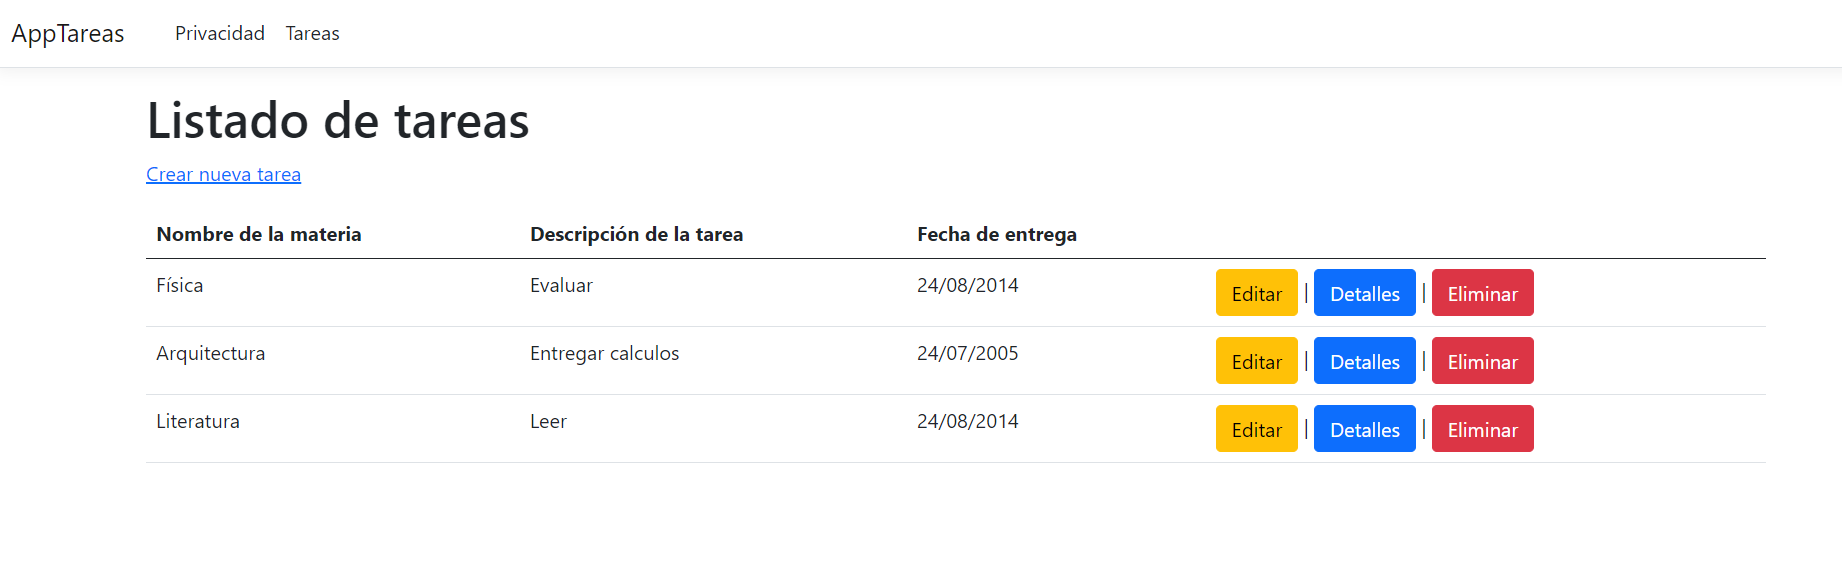 AppTareas Privacidad Tareas
Listado de tareas
Crear nueva tarea
Nombre de la materia Descripción de la tarea Fecha de entrega
Física Evaluar 24/08/2014 Editar | Detalles | Eliminar
Arquitectura Entregar calculos 24/07/2005 Editar | Detalles | Eliminar
Literatura Leer 24/08/2014 Editar | Detalles | Eliminar